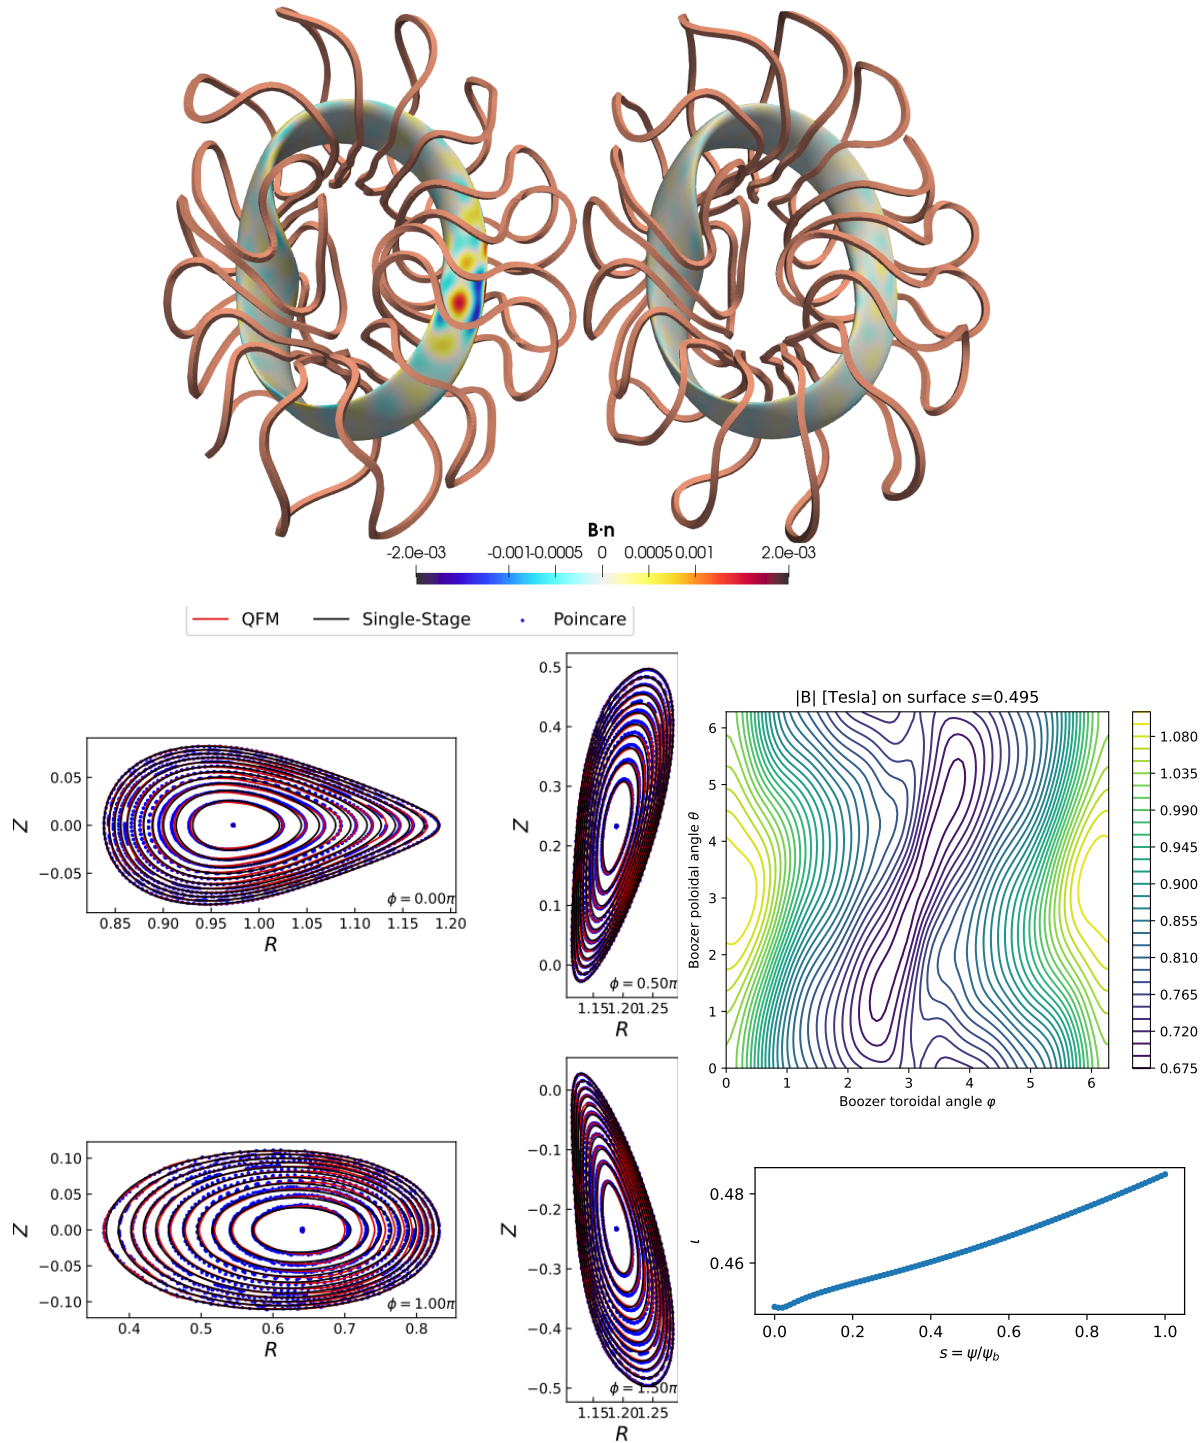 B·n
-2.0e-03 -0.001 -0.0005 0 0.0005 0.001 2.0e-03
QFM Single-Stage Poincare
0.05
0.00
−0.05
Z
ϕ = 0.00π
0.85 0.90 0.95 1.00 1.05 1.10 1.15 1.20
R
0.5
0.4
0.3
0.2
0.1
0.0
Z
ϕ = 0.50π
1.15 1.20 1.25
R
|B| [Tesla] on surface s=0.495
6
5
4
3
2
1
0
Boozer poloidal angle θ
0 1 2 3 4 5 6
Boozer toroidal angle φ
1.080
1.035
0.990
0.945
0.900
0.855
0.810
0.765
0.720
0.675
0.10
0.05
0.00
−0.05
−0.10
Z
ϕ = 1.00π
0.4 0.5 0.6 0.7 0.8
R
0.0
−0.1
−0.2
−0.3
−0.4
−0.5
Z
ϕ = 1.50π
1.15 1.20 1.25
R
0.48
0.46
ι
0.0 0.2 0.4 0.6 0.8 1.0
s = ψ/ψb